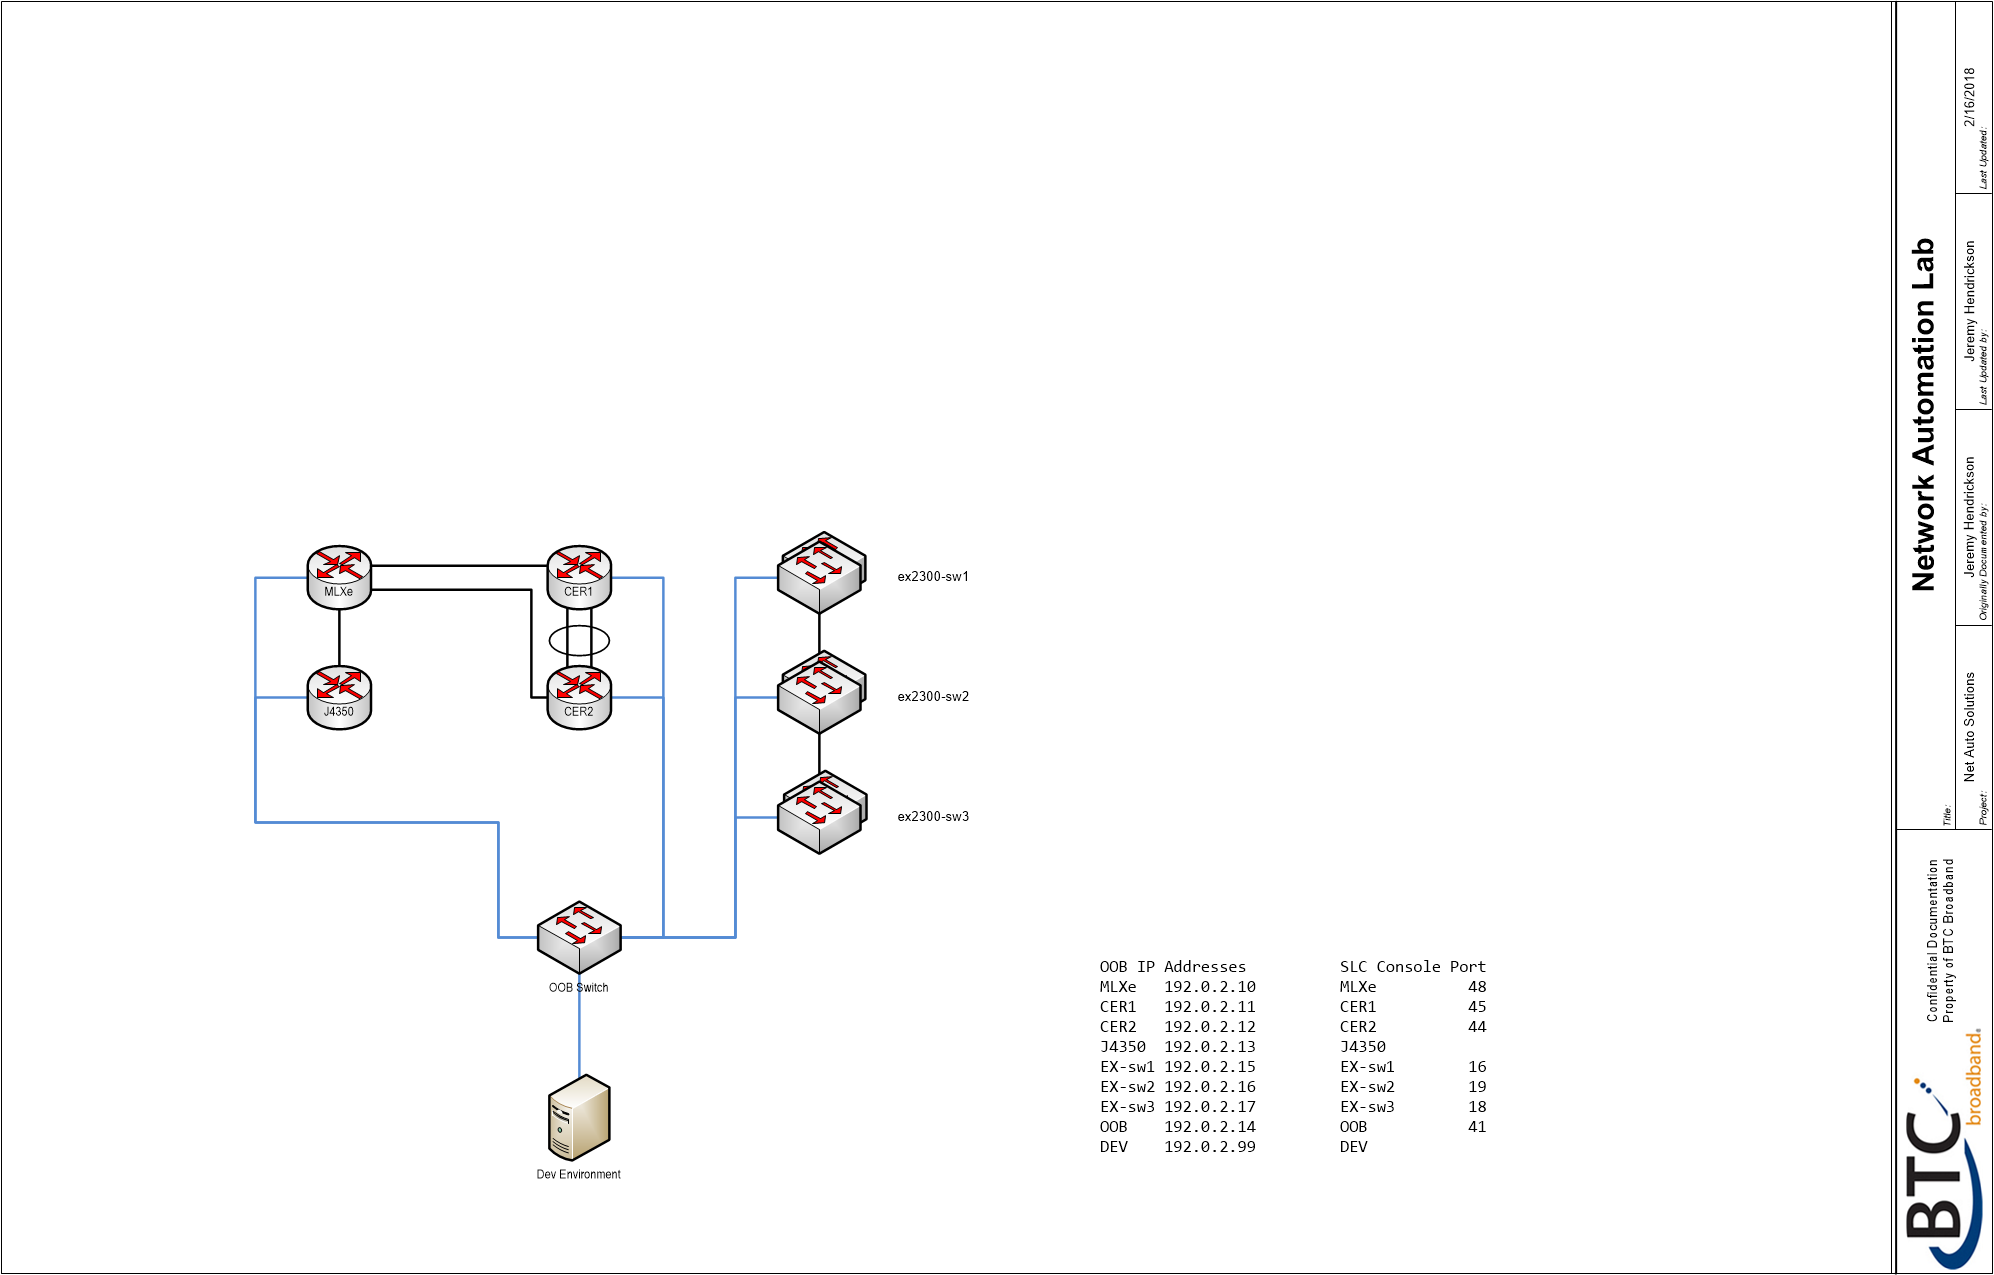 MLXe
CER1
ex2300-sw1
J4350
CER2
ex2300-sw2
ex2300-sw3
OOB Switch
Dev Environment
OOB IP Addresses
MLXe 192.0.2.10
CER1 192.0.2.11
CER2 192.0.2.12
J4350 192.0.2.13
EX-sw1 192.0.2.15
EX-sw2 192.0.2.16
EX-sw3 192.0.2.17
OOB 192.0.2.14
DEV 192.0.2.99
SLC Console Port
MLXe 48
CER1 45
CER2 44
J4350
EX-sw1 16
EX-sw2 19
EX-sw3 18
OOB 41
DEV
BTC
broadband®
Confidential Documentation
Property of BTC Broadband
Title:
Network Automation Lab
Project:
Net Auto Solutions
Originally Documented by:
Jeremy Hendrickson
Last Updated by:
Jeremy Hendrickson
Last Updated:
2/16/2018